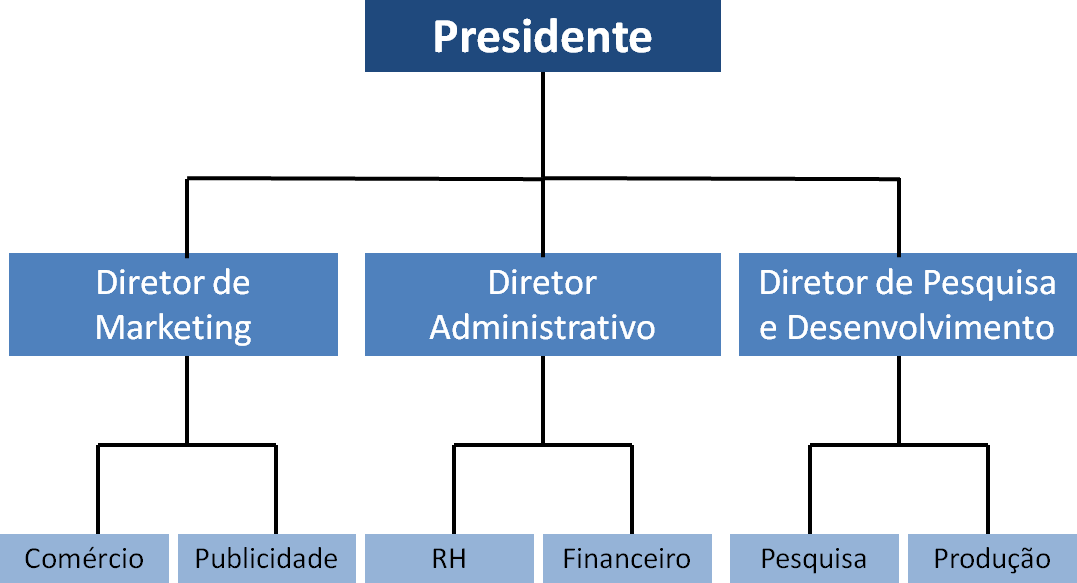 Presidente
Diretor de
Marketing
Diretor
Administrativo
Diretor de Pesquisa
e Desenvolvimento
Comércio
Publicidade
RH
Financeiro
Pesquisa
Produção